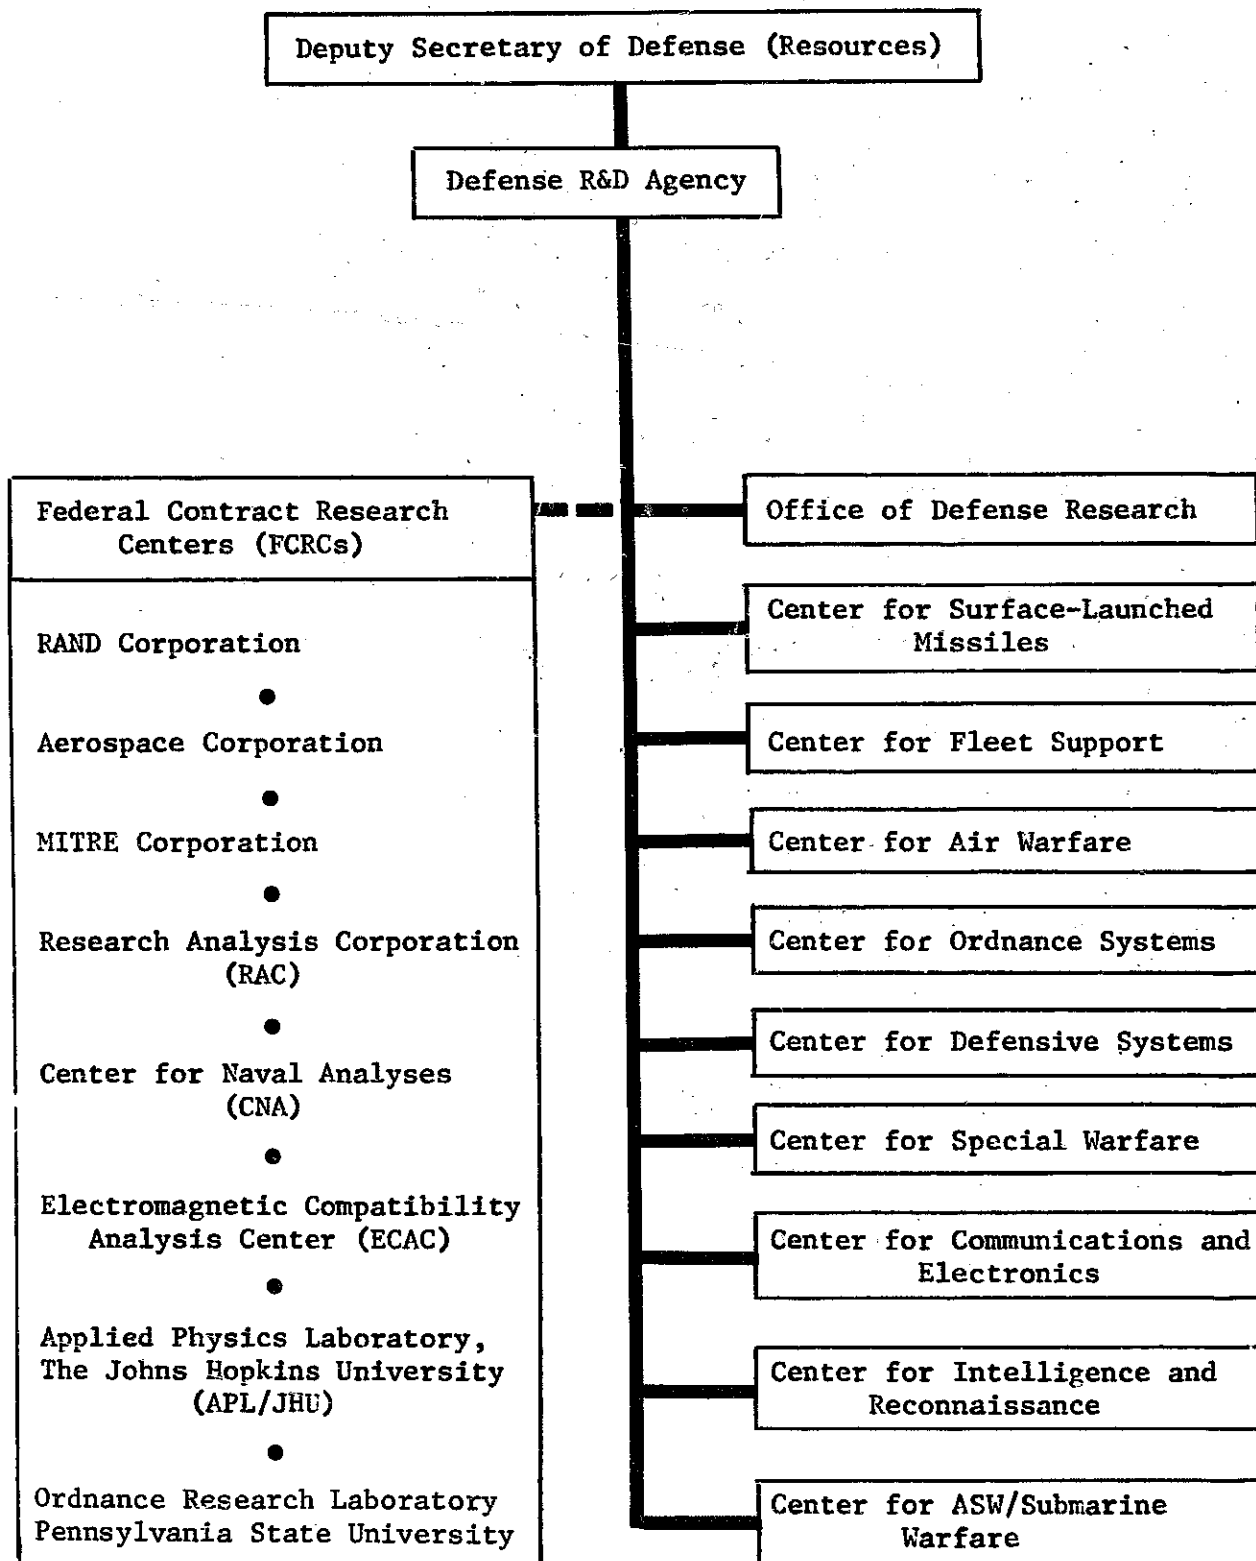 Deputy Secretary of Defense (Resources)
Defense R&D Agency
Federal Contract Research
Centers (FCRCs)
RAND Corporation
Aerospace Corporation
MITRE Corporation
Research Analysis Corporation
(RAC)
Center for Naval Analyses
(CNA)
Electromagnetic Compatibility
Analysis Center (ECAC)
Applied Physics Laboratory,
The Johns Hopkins University
(APL/JHU)
Ordnance Research Laboratory
Pennsylvania State University
Office of Defense Research
Center for Surface-Launched
Missiles
Center for Fleet Support
Center for Air Warfare
Center for Ordnance Systems
Center for Defensive Systems
Center for Special Warfare
Center for Communications and
Electronics
Center for Intelligence and
Reconnaissance
Center for ASW/Submarine
Warfare